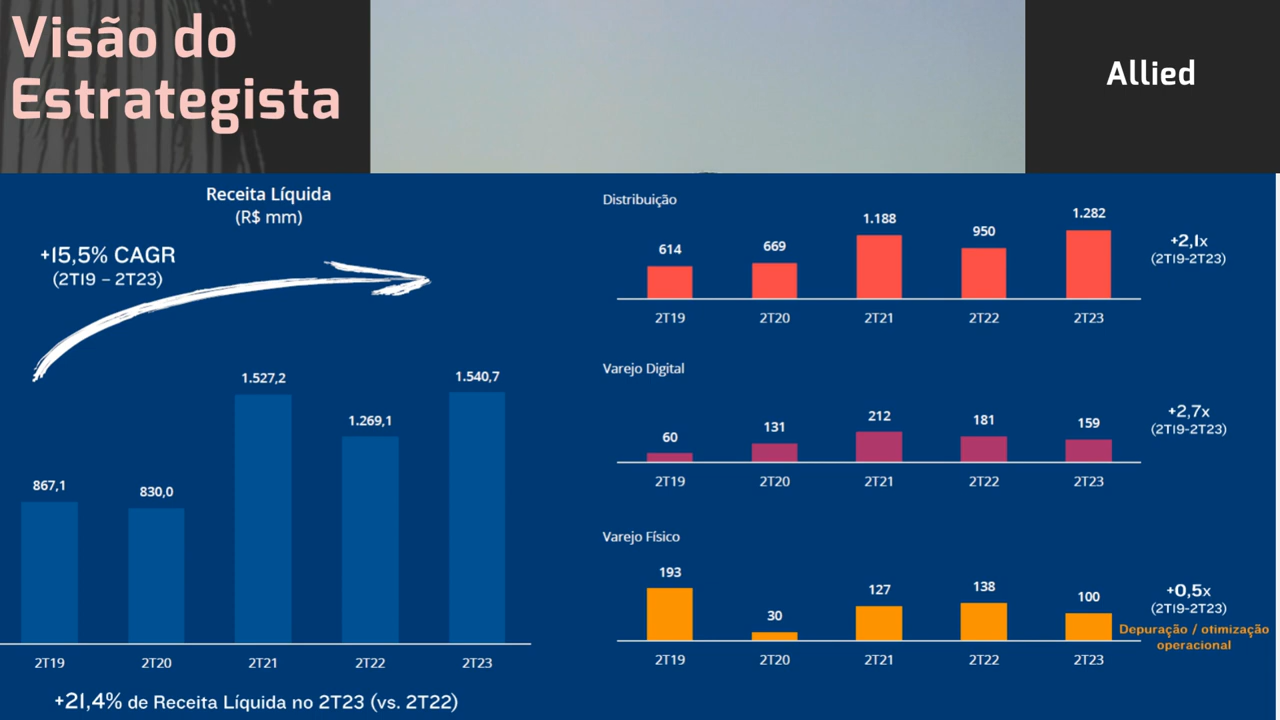 Visão do
Estrategista
Allied
Receita Líquida
(R$ mm)
+15,5% CAGR
(2T19 – 2T23)
867,1
830,0
1.527,2
1.269,1
1.540,7
2T19
2T20
2T21
2T22
2T23
+21,4% de Receita Líquida no 2T23 (vs. 2T22)
Distribuição
614
669
1.188
950
1.282
+2,1x
(2T19-2T23)
2T19
2T20
2T21
2T22
2T23
Varejo Digital
60
131
212
181
159
+2,7x
(2T19-2T23)
2T19
2T20
2T21
2T22
2T23
Varejo Físico
193
30
127
138
100
+0,5x
(2T19-2T23)
Depuração / otimização
operacional
2T19
2T20
2T21
2T22
2T23